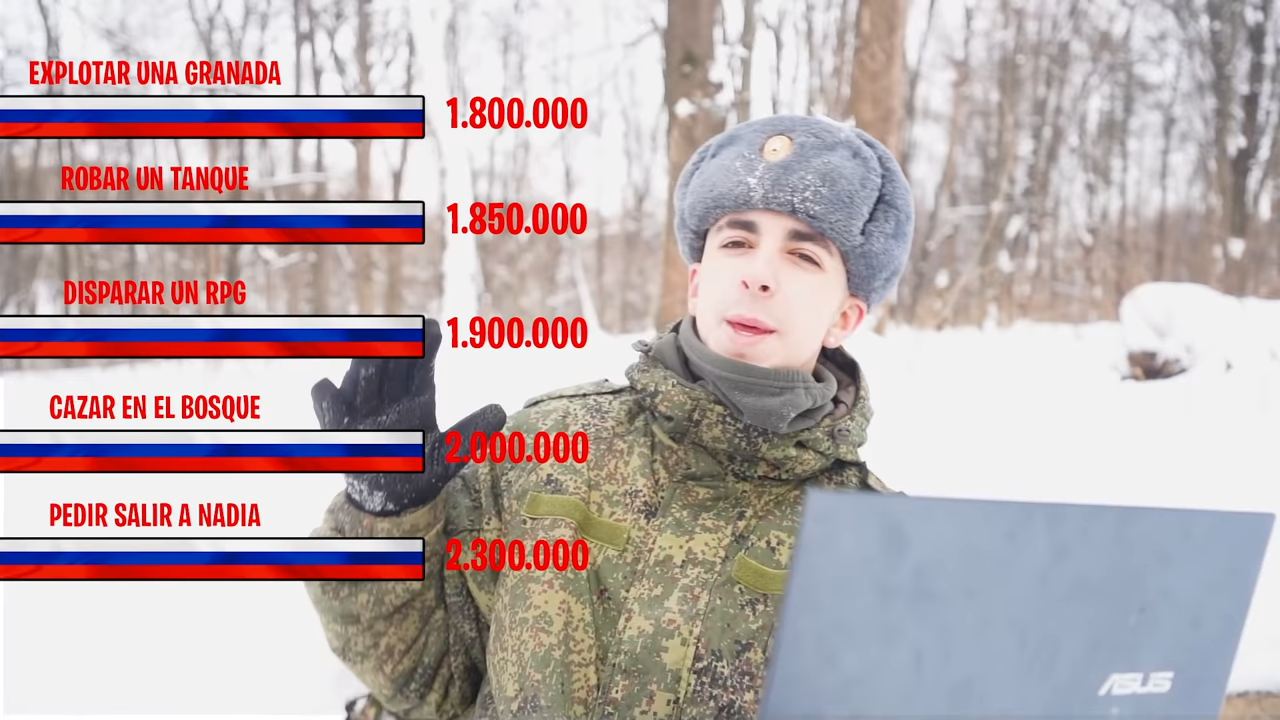 EXPLOTAR UNA GRANADA
1.800.000
ROBAR UN TANQUE
1.850.000
DISPARAR UN RPG
1.900.000
CAZAR EN EL BOSQUE
2.000.000
PEDIR SALIR A NADIA
2.300.000
ASUS